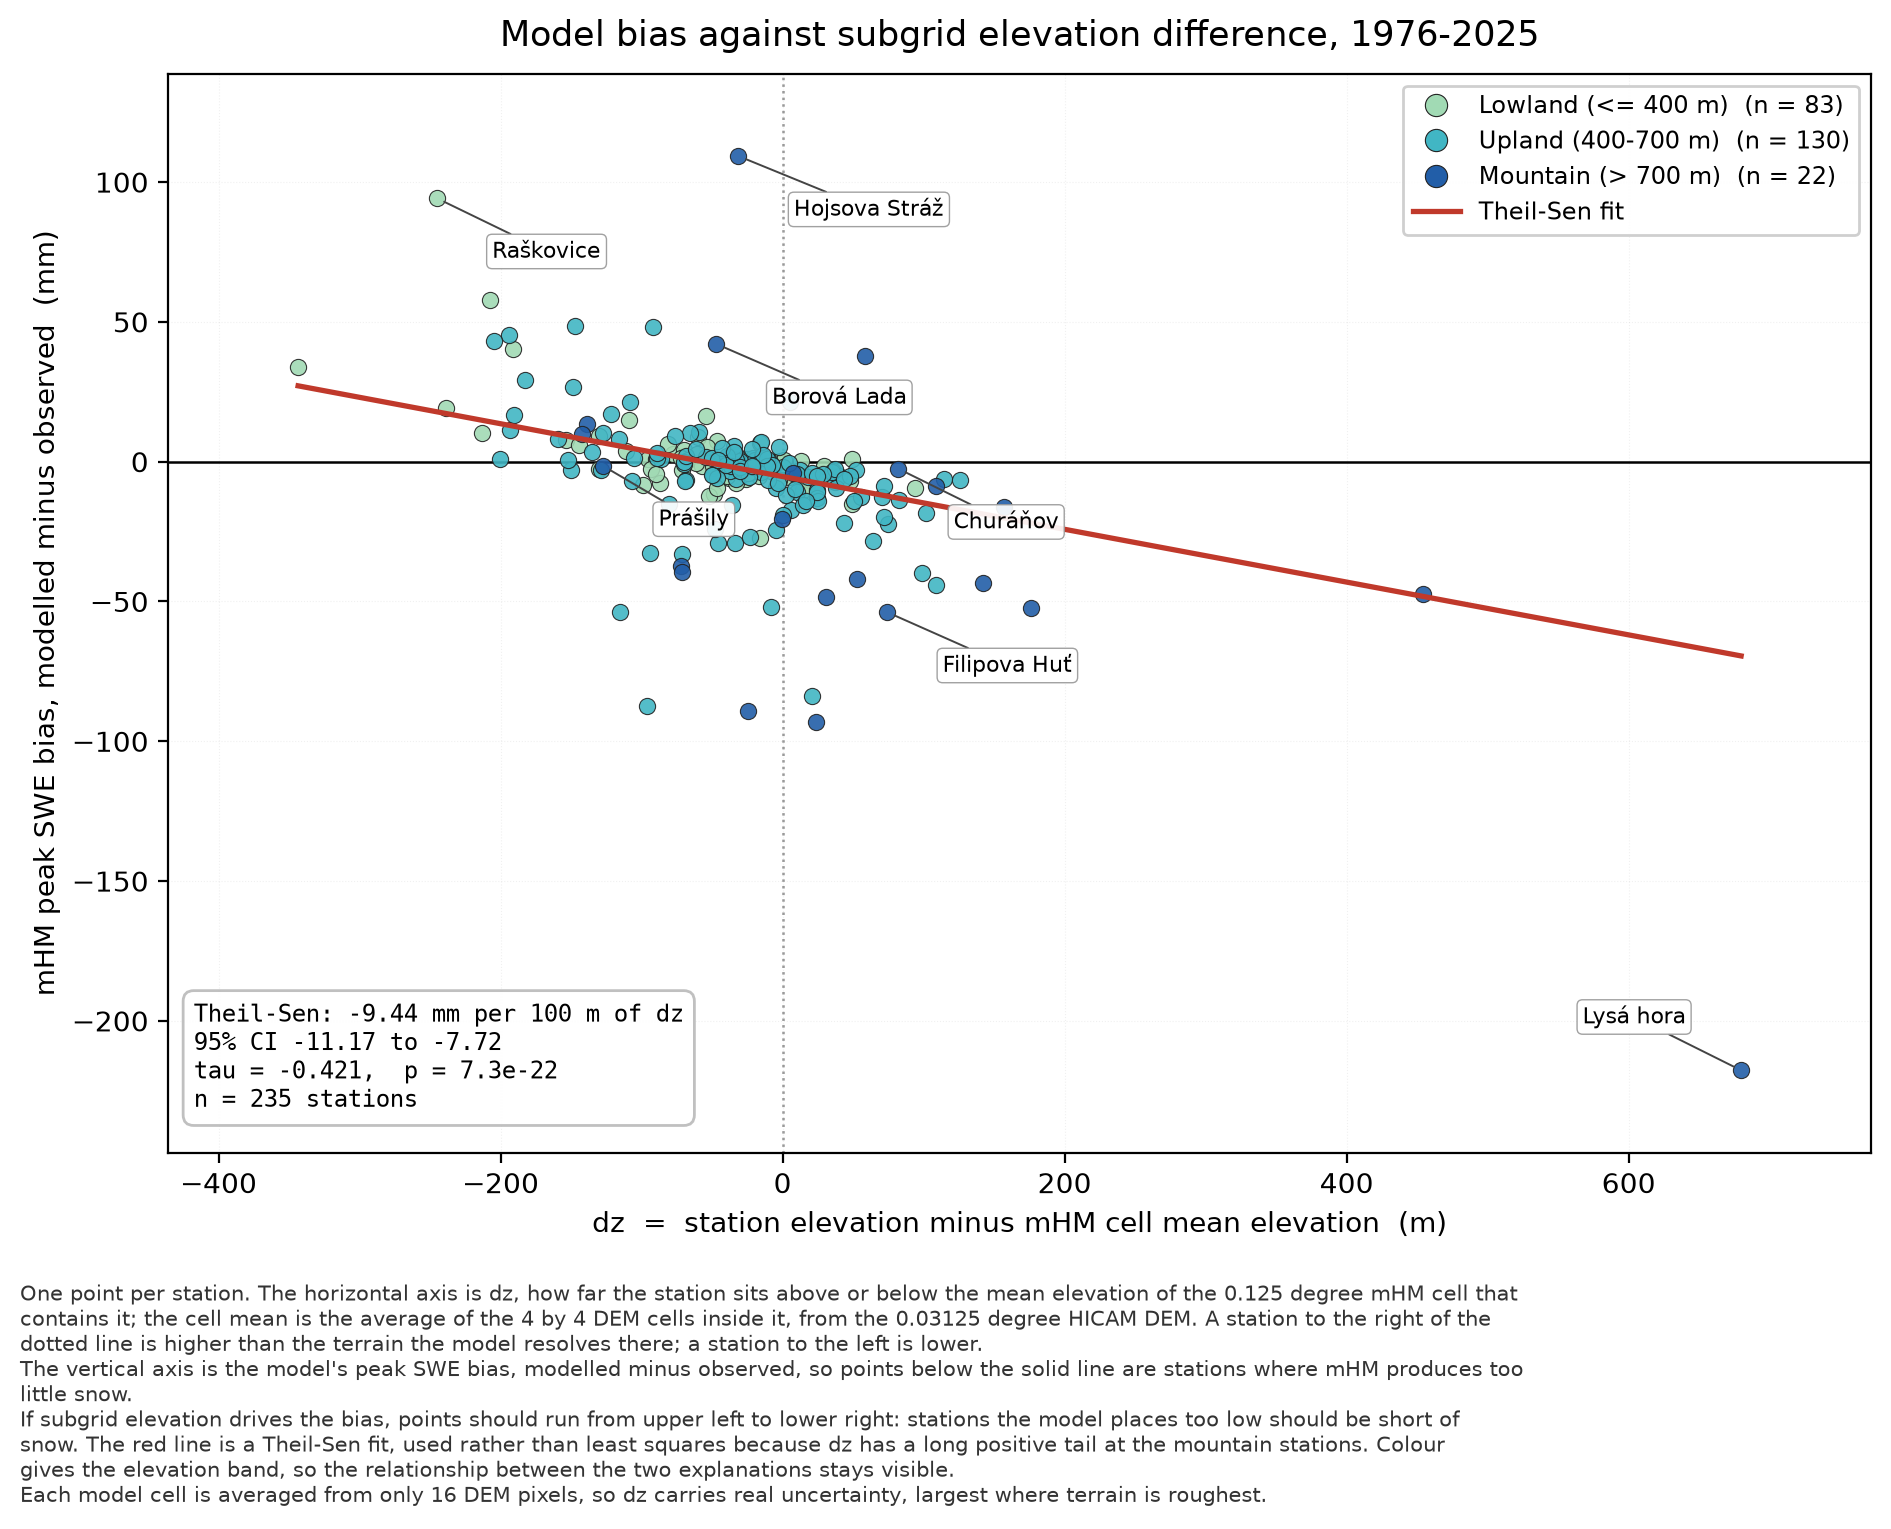 Model bias against subgrid elevation difference, 1976-2025
mHM peak SWE bias, modelled minus observed  (mm)
100
50
0
−50
−100
−150
−200
Lowland (<= 400 m)  (n = 83)
Upland (400-700 m)  (n = 130)
Mountain (> 700 m)  (n = 22)
Theil-Sen fit
Hojsova Stráž
Raškovice
Borová Lada
Prášily
Churáňov
Filipova Huť
Lysá hora
Theil-Sen: -9.44 mm per 100 m of dz
95% CI -11.17 to -7.72
tau = -0.421,  p = 7.3e-22
n = 235 stations
−400
−200
0
200
400
600
dz  =  station elevation minus mHM cell mean elevation  (m)
One point per station. The horizontal axis is dz, how far the station sits above or below the mean elevation of the 0.125 degree mHM cell that
contains it; the cell mean is the average of the 4 by 4 DEM cells inside it, from the 0.03125 degree HICAM DEM. A station to the right of the
dotted line is higher than the terrain the model resolves there; a station to the left is lower.
The vertical axis is the model's peak SWE bias, modelled minus observed, so points below the solid line are stations where mHM produces too
little snow.
If subgrid elevation drives the bias, points should run from upper left to lower right: stations the model places too low should be short of
snow. The red line is a Theil-Sen fit, used rather than least squares because dz has a long positive tail at the mountain stations. Colour
gives the elevation band, so the relationship between the two explanations stays visible.
Each model cell is averaged from only 16 DEM pixels, so dz carries real uncertainty, largest where terrain is roughest.